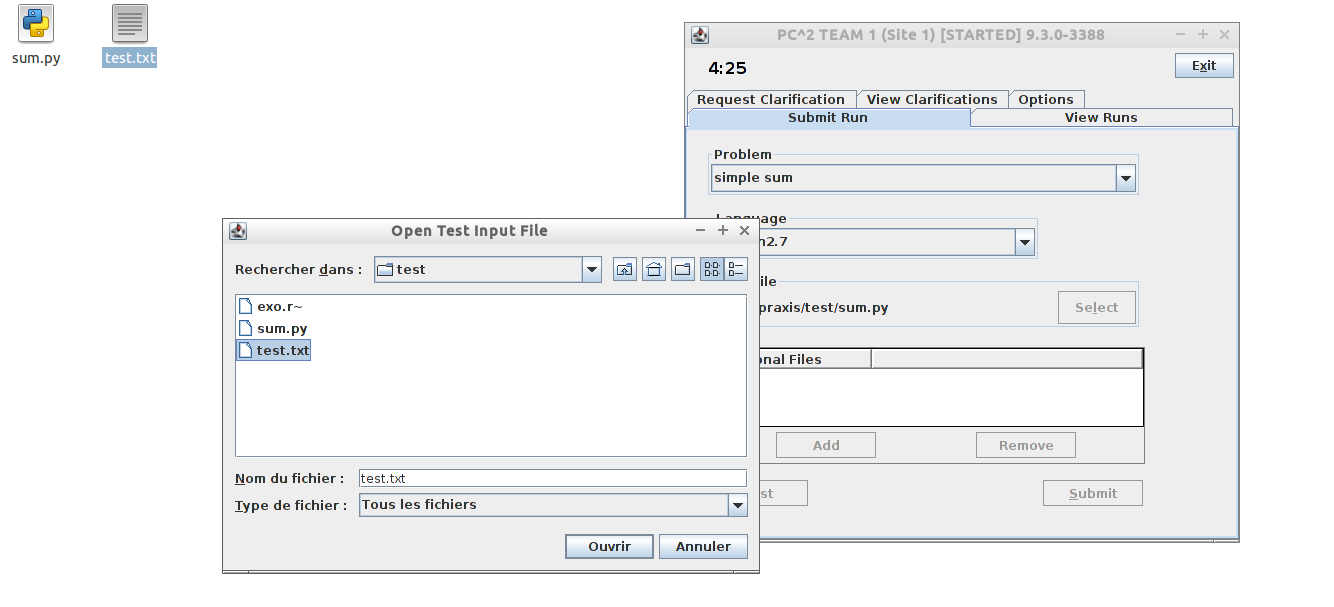 sum.py
test.txt
PC^2 TEAM 1 (Site 1) [STARTED] 9.3.0-3388
4:25
Exit
Request Clarification
View Clarifications
Options
Submit Run
View Runs
Problem
simple sum
Language
n2.7
ile
praxis/test/sum.py
Select
onal Files
Add
Remove
st
Submit
Open Test Input File
Rechercher dans :
test
exo.r~
sum.py
test.txt
Nom du fichier :
test.txt
Type de fichier :
Tous les fichiers
Ouvrir
Annuler